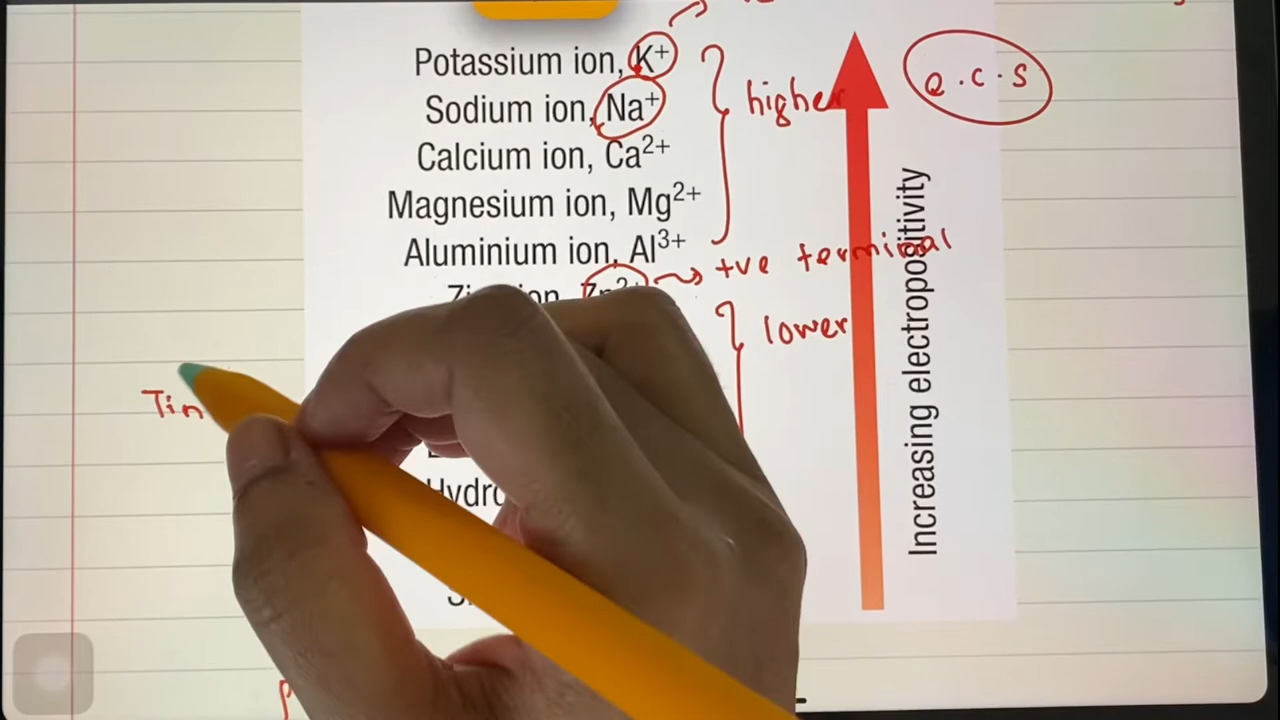 Potassium ion, K⁺
Sodium ion, Na⁺
Calcium ion, Ca²⁺
Magnesium ion, Mg²⁺
Aluminium ion, Al³⁺
higher
e.c.s
+ve terminal
lower
Tin
Hydro
Increasing electropositivity